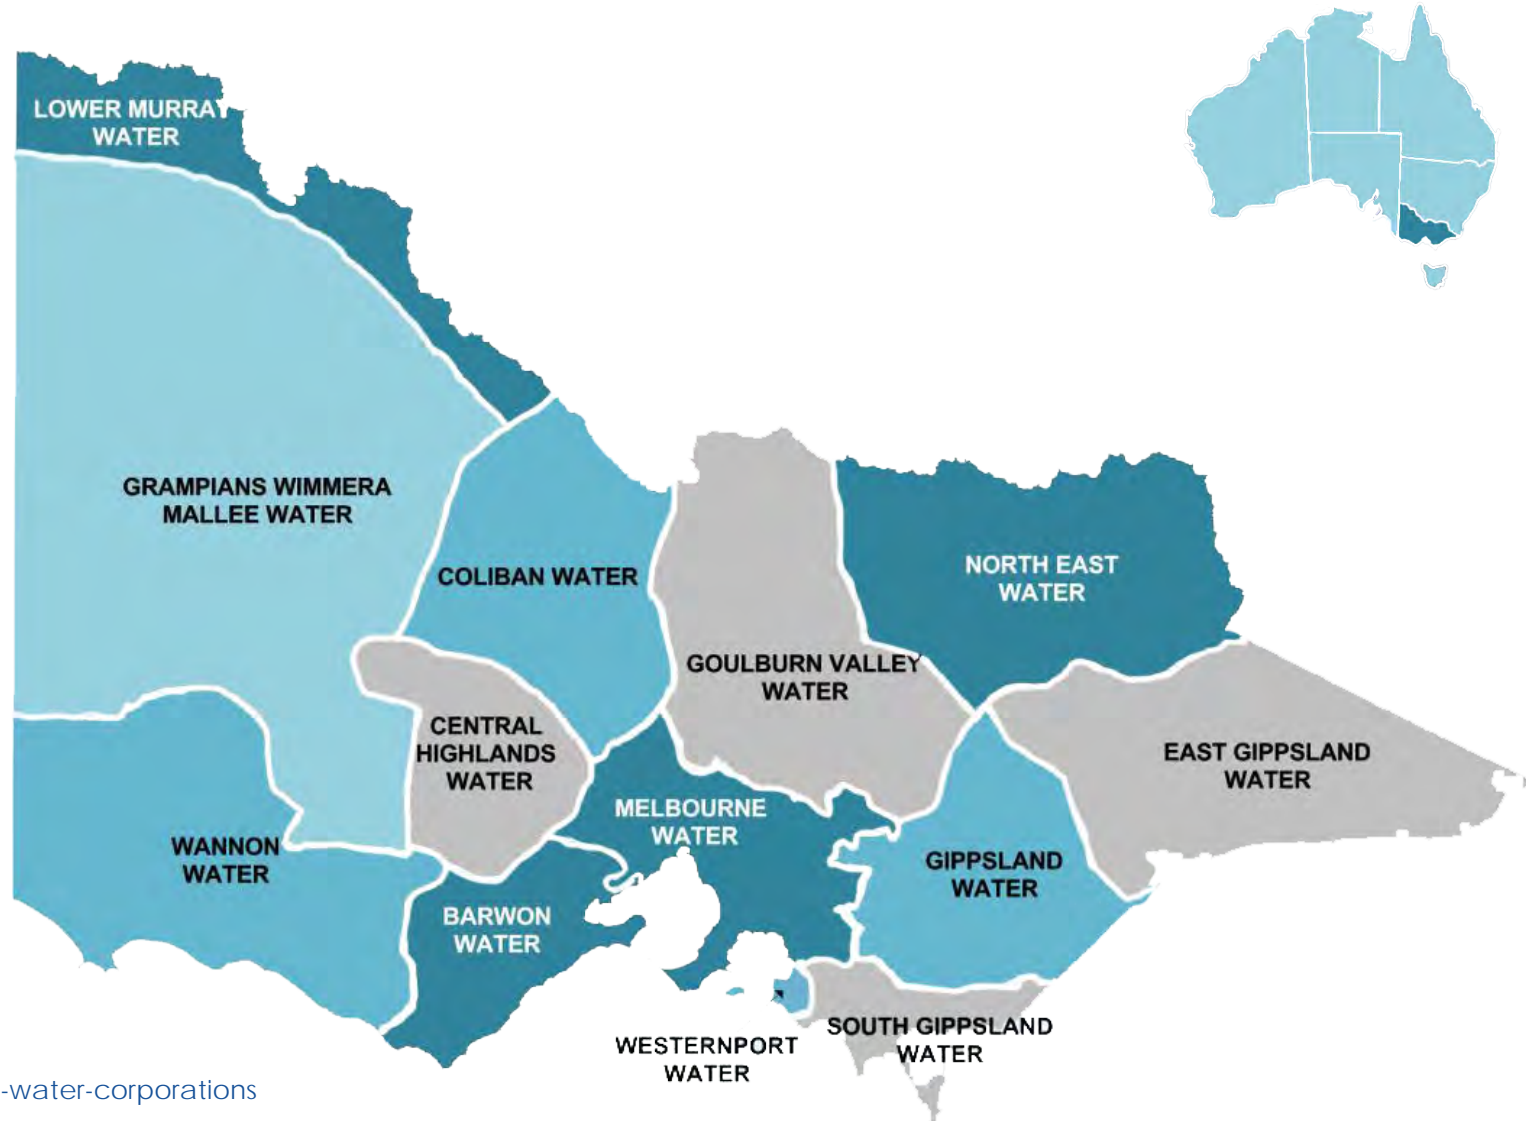 LOWER MURRAY
WATER
GRAMPIANS WIMMERA
MALLEE WATER
COLIBAN WATER
NORTH EAST
WATER
GOULBURN VALLEY
WATER
CENTRAL
HIGHLANDS
WATER
EAST GIPPSLAND
WATER
MELBOURNE
WATER
WANNON
WATER
GIPPSLAND
WATER
BARWON
WATER
SOUTH GIPPSLAND
WATER
WESTERNPORT
WATER
-water-corporations